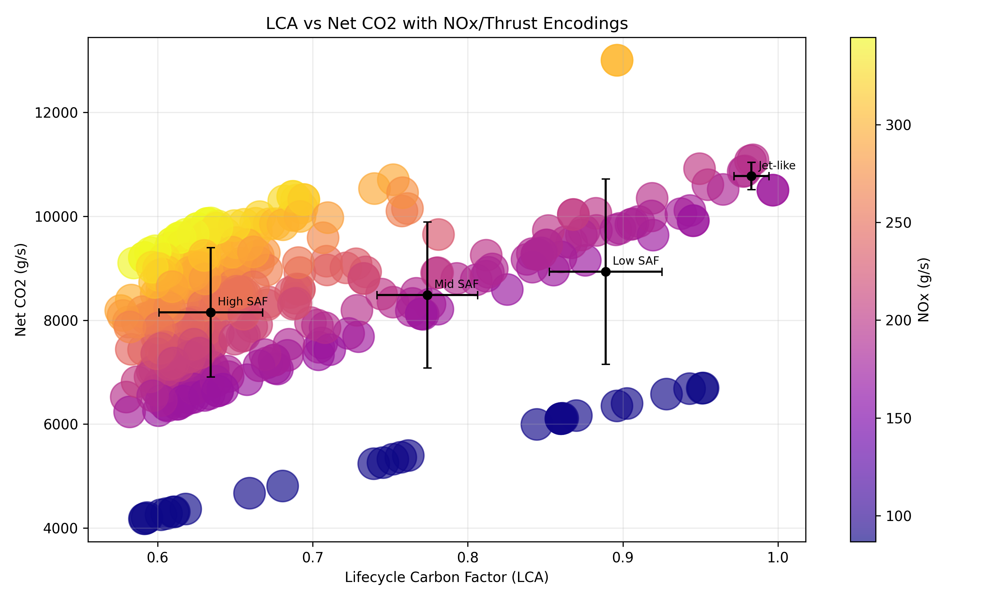 LCA vs Net CO2 with NOx/Thrust Encodings
Net CO2 (g/s)
12000
10000
8000
6000
4000
Jet-like
Low SAF
Mid SAF
High SAF
0.6
0.7
0.8
0.9
1.0
Lifecycle Carbon Factor (LCA)
300
250
200
150
100
NOx (g/s)